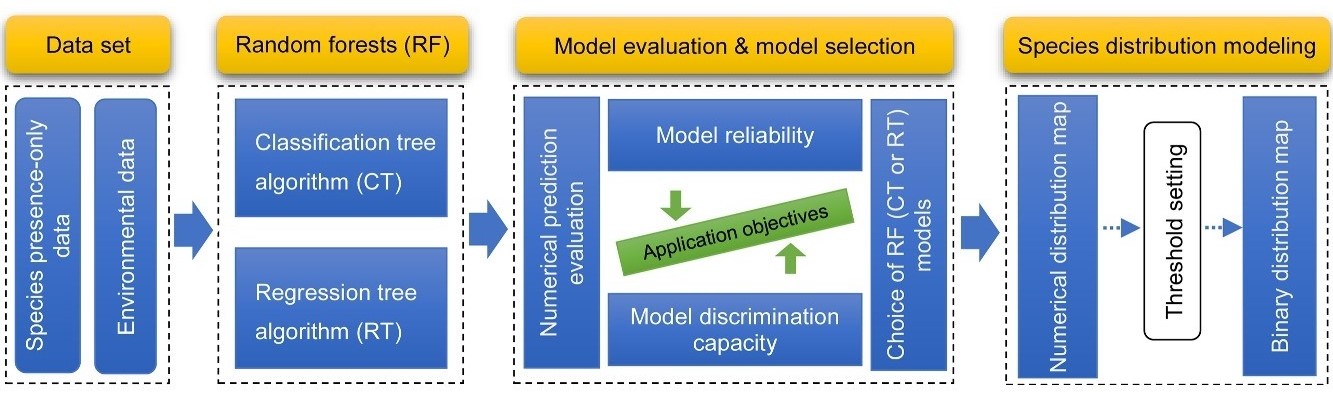 Data set
Species presence-only
data
Environmental data
Random forests (RF)
Classification tree
algorithm (CT)
Regression tree
algorithm (RT)
Model evaluation & model selection
Numerical prediction
evaluation
Model reliability
Application objectives
Model discrimination
capacity
Choice of RF (CT or RT)
models
Species distribution modeling
Numerical distribution map
Threshold setting
Binary distribution map